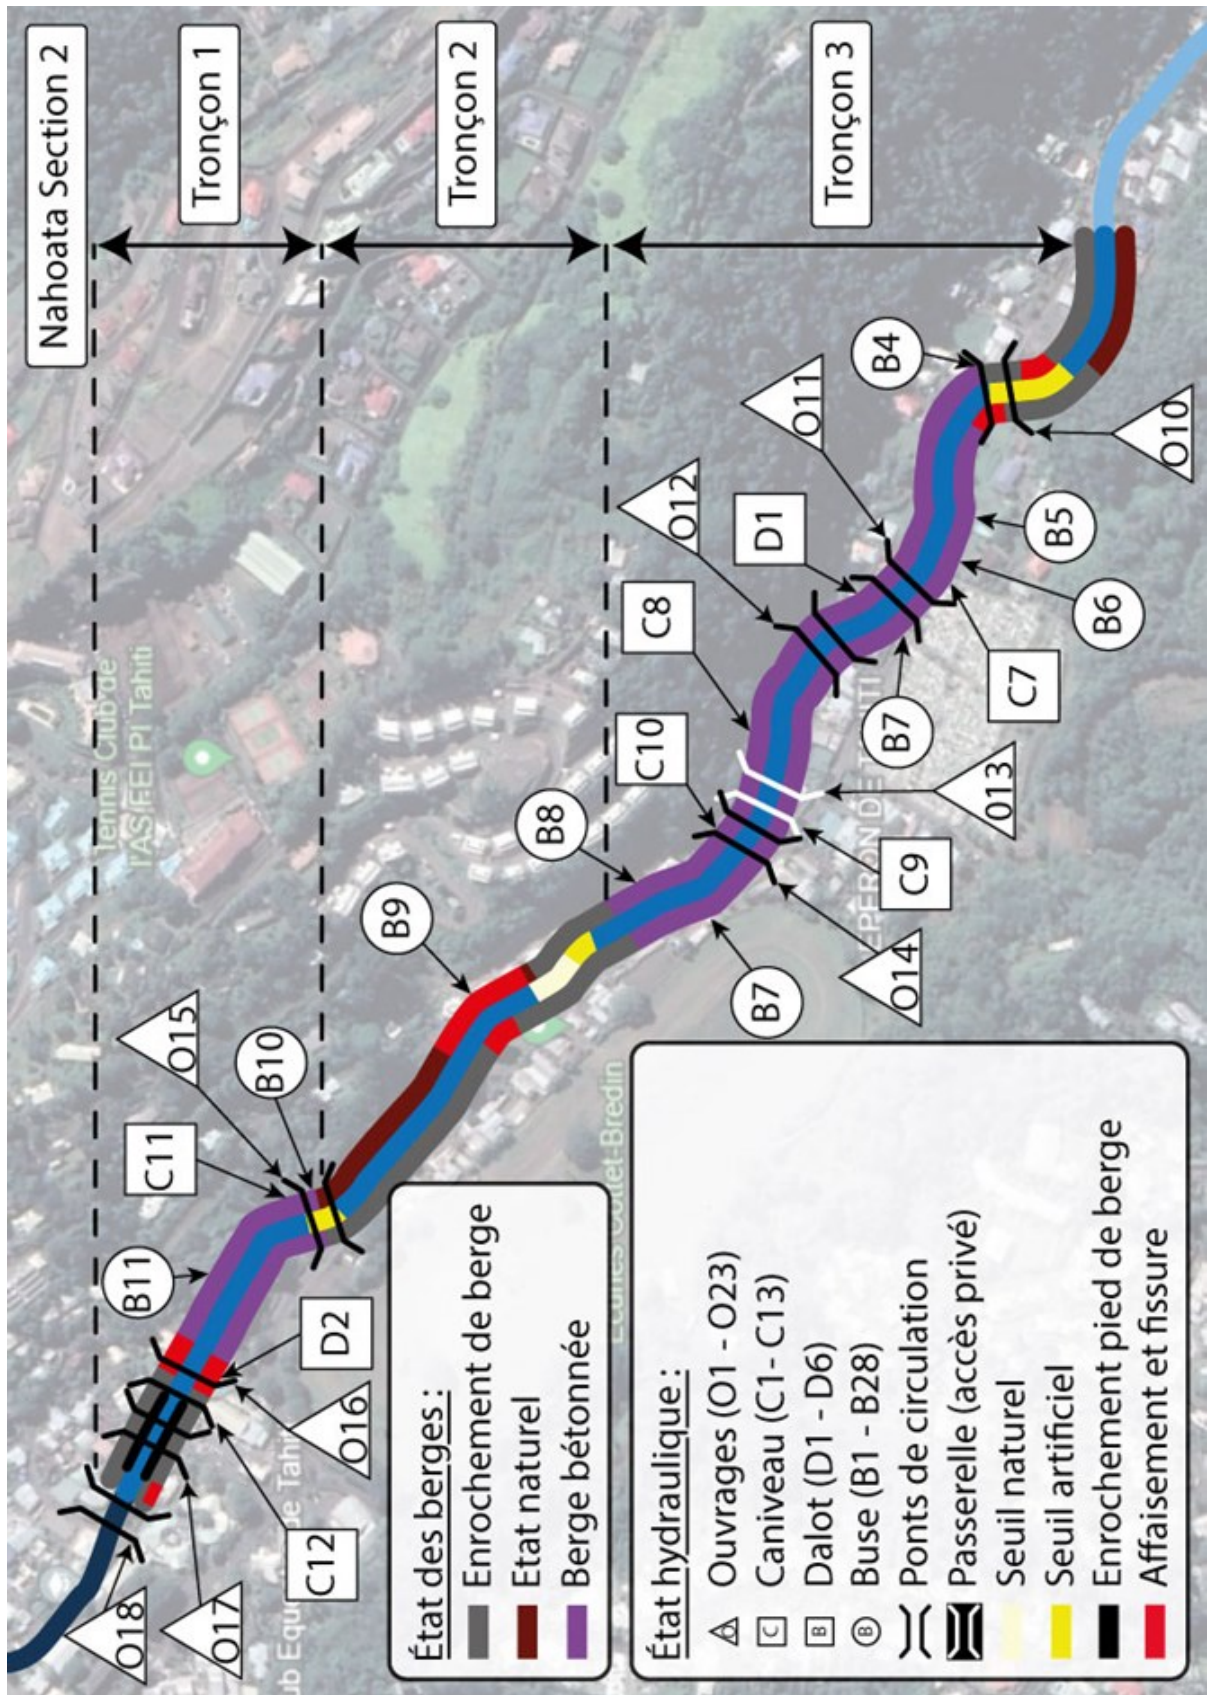 Nahoata Section 2
Tronçon 1
Tronçon 2
Tronçon 3
Tennis Club de
l'AS FEI PI Tahiti
O18
O17
C12
O16
D2
B11
C11
O15
B10
B9
B8
B7
O14
C10
C9
O13
C8
O12
D1
B7
O11
C7
B6
B5
B4
O10
État des berges :
Enrochement de berge
Etat naturel
Berge bétonnée
État hydraulique :
O Ouvrages (O1 - O23)
C Caniveau (C1- C13)
B Dalot (D1 - D6)
B Buse (B1 - B28)
Ponts de circulation
Passerelle (accès privé)
Seuil naturel
Seuil artificiel
Enrochement pied de berge
Affaisement et fissure